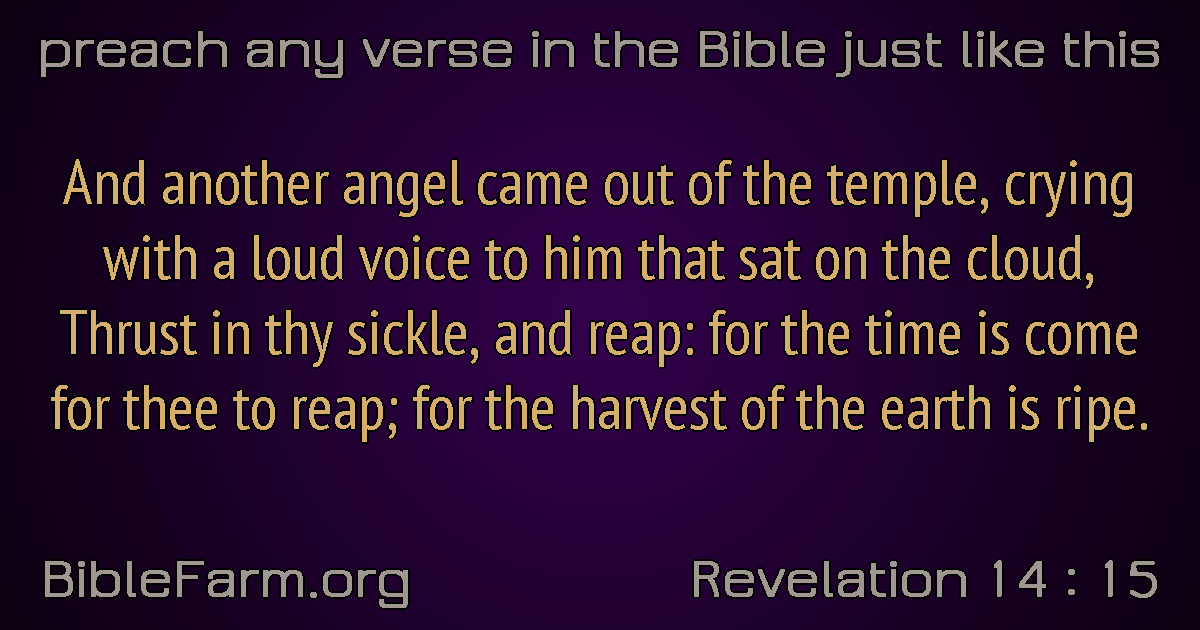 preach any verse in the Bible just like this
And another angel came out of the temple, crying
with a loud voice to him that sat on the cloud,
Thrust in thy sickle, and reap: for the time is come
for thee to reap; for the harvest of the earth is ripe.
BibleFarm.org
Revelation 14 : 15